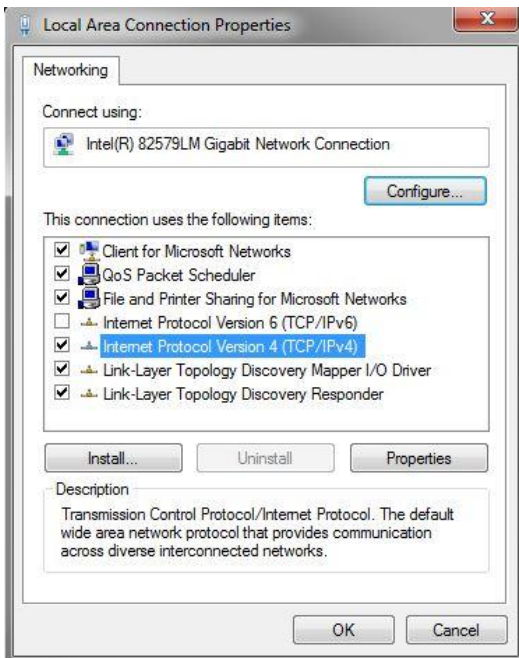 Local Area Connection Properties
Networking
Connect using:
Intel(R) 82579LM Gigabit Network Connection
Configure...
This connection uses the following items:
Client for Microsoft Networks
QoS Packet Scheduler
File and Printer Sharing for Microsoft Networks
Internet Protocol Version 6 (TCP/IPv6)
Internet Protocol Version 4 (TCP/IPv4)
Link-Layer Topology Discovery Mapper I/O Driver
Link-Layer Topology Discovery Responder
Install... Uninstall Properties
Description
Transmission Control Protocol/Internet Protocol. The default
wide area network protocol that provides communication
across diverse interconnected networks.
OK Cancel